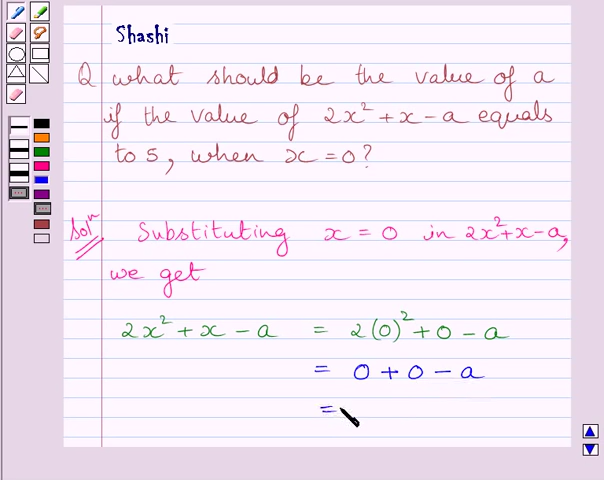 Shashi
Q what should be the value of a
if the value of 2x² + x - a equals
to 5, when x = 0?
Solⁿ Substituting x = 0 in 2x²+x-a,
we get
2x² + x - a = 2(0)² + 0 - a
= 0 + 0 - a
=